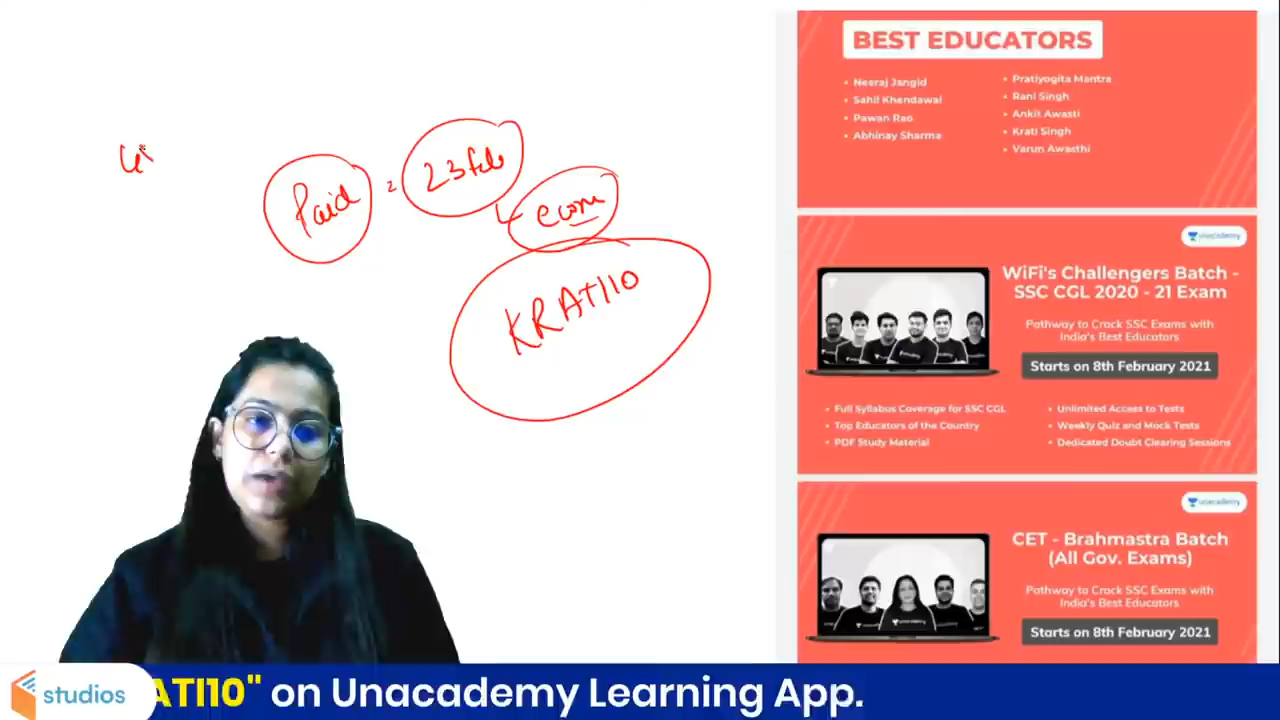 BEST EDUCATORS
• Neeraj Jangid
• Sahil Khendawal
• Pawan Rao
• Abhinay Sharma
• Pratiyogita Mantra
• Rani Singh
• Ankit Awasti
• Krati Singh
• Varun Awasthi
Paid = 23 feb
KRATI10
unacademy
WiFi's Challengers Batch -
SSC CGL 2020 - 21 Exam
Pathway to Crack SSC Exams with
India's Best Educators
Starts on 8th February 2021
• Full Syllabus Coverage for SSC CGL
• Top Educators of the Country
• PDF Study Material
• Unlimited Access to Tests
• Weekly Quiz and Mock Tests
• Dedicated Doubt Clearing Sessions
unacademy
CET - Brahmastra Batch
(All Gov. Exams)
Pathway to Crack SSC Exams with
India's Best Educators
Starts on 8th February 2021
studios
ATI10" on Unacademy Learning App.